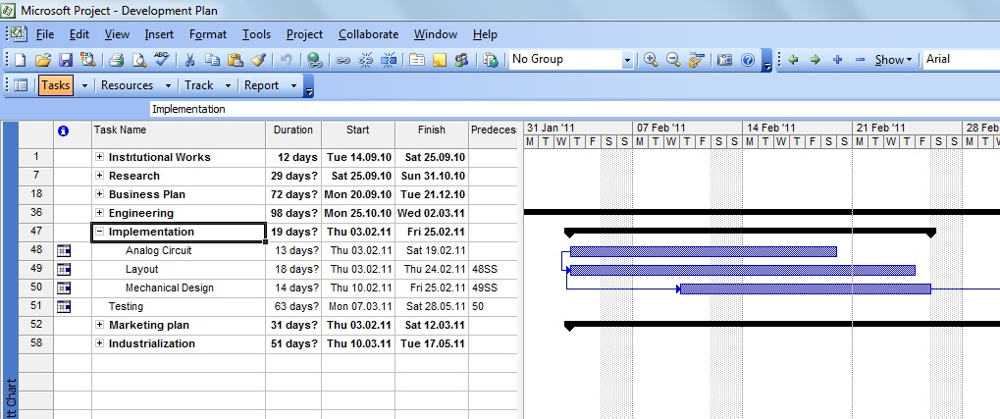 Microsoft Project - Development Plan
File Edit View Insert Format Tools Project Collaborate Window Help
ABC No Group Show Arial
Tasks Resources Track Report
Implementation
Task Name Duration Start Finish Predeces 31 Jan '11 07 Feb '11 14 Feb '11 21 Feb '11 28 Feb
M T W T F S S M T W T F S S M T W T F S S M T W T F S S M T W
1 Institutional Works 12 days Tue 14.09.10 Sat 25.09.10
7 Research 29 days? Sat 25.09.10 Sun 31.10.10
18 Business Plan 72 days? Mon 20.09.10 Tue 21.12.10
36 Engineering 98 days? Mon 25.10.10 Wed 02.03.11
47 Implementation 19 days? Thu 03.02.11 Fri 25.02.11
48 Analog Circuit 13 days? Thu 03.02.11 Sat 19.02.11
49 Layout 18 days? Thu 03.02.11 Thu 24.02.11 48SS
50 Mechanical Design 14 days? Thu 10.02.11 Fri 25.02.11 49SS
51 Testing 63 days? Mon 07.03.11 Sat 28.05.11 50
52 Marketing plan 31 days? Thu 03.02.11 Sat 12.03.11
58 Industrialization 51 days? Thu 10.03.11 Tue 17.05.11
tt Chart